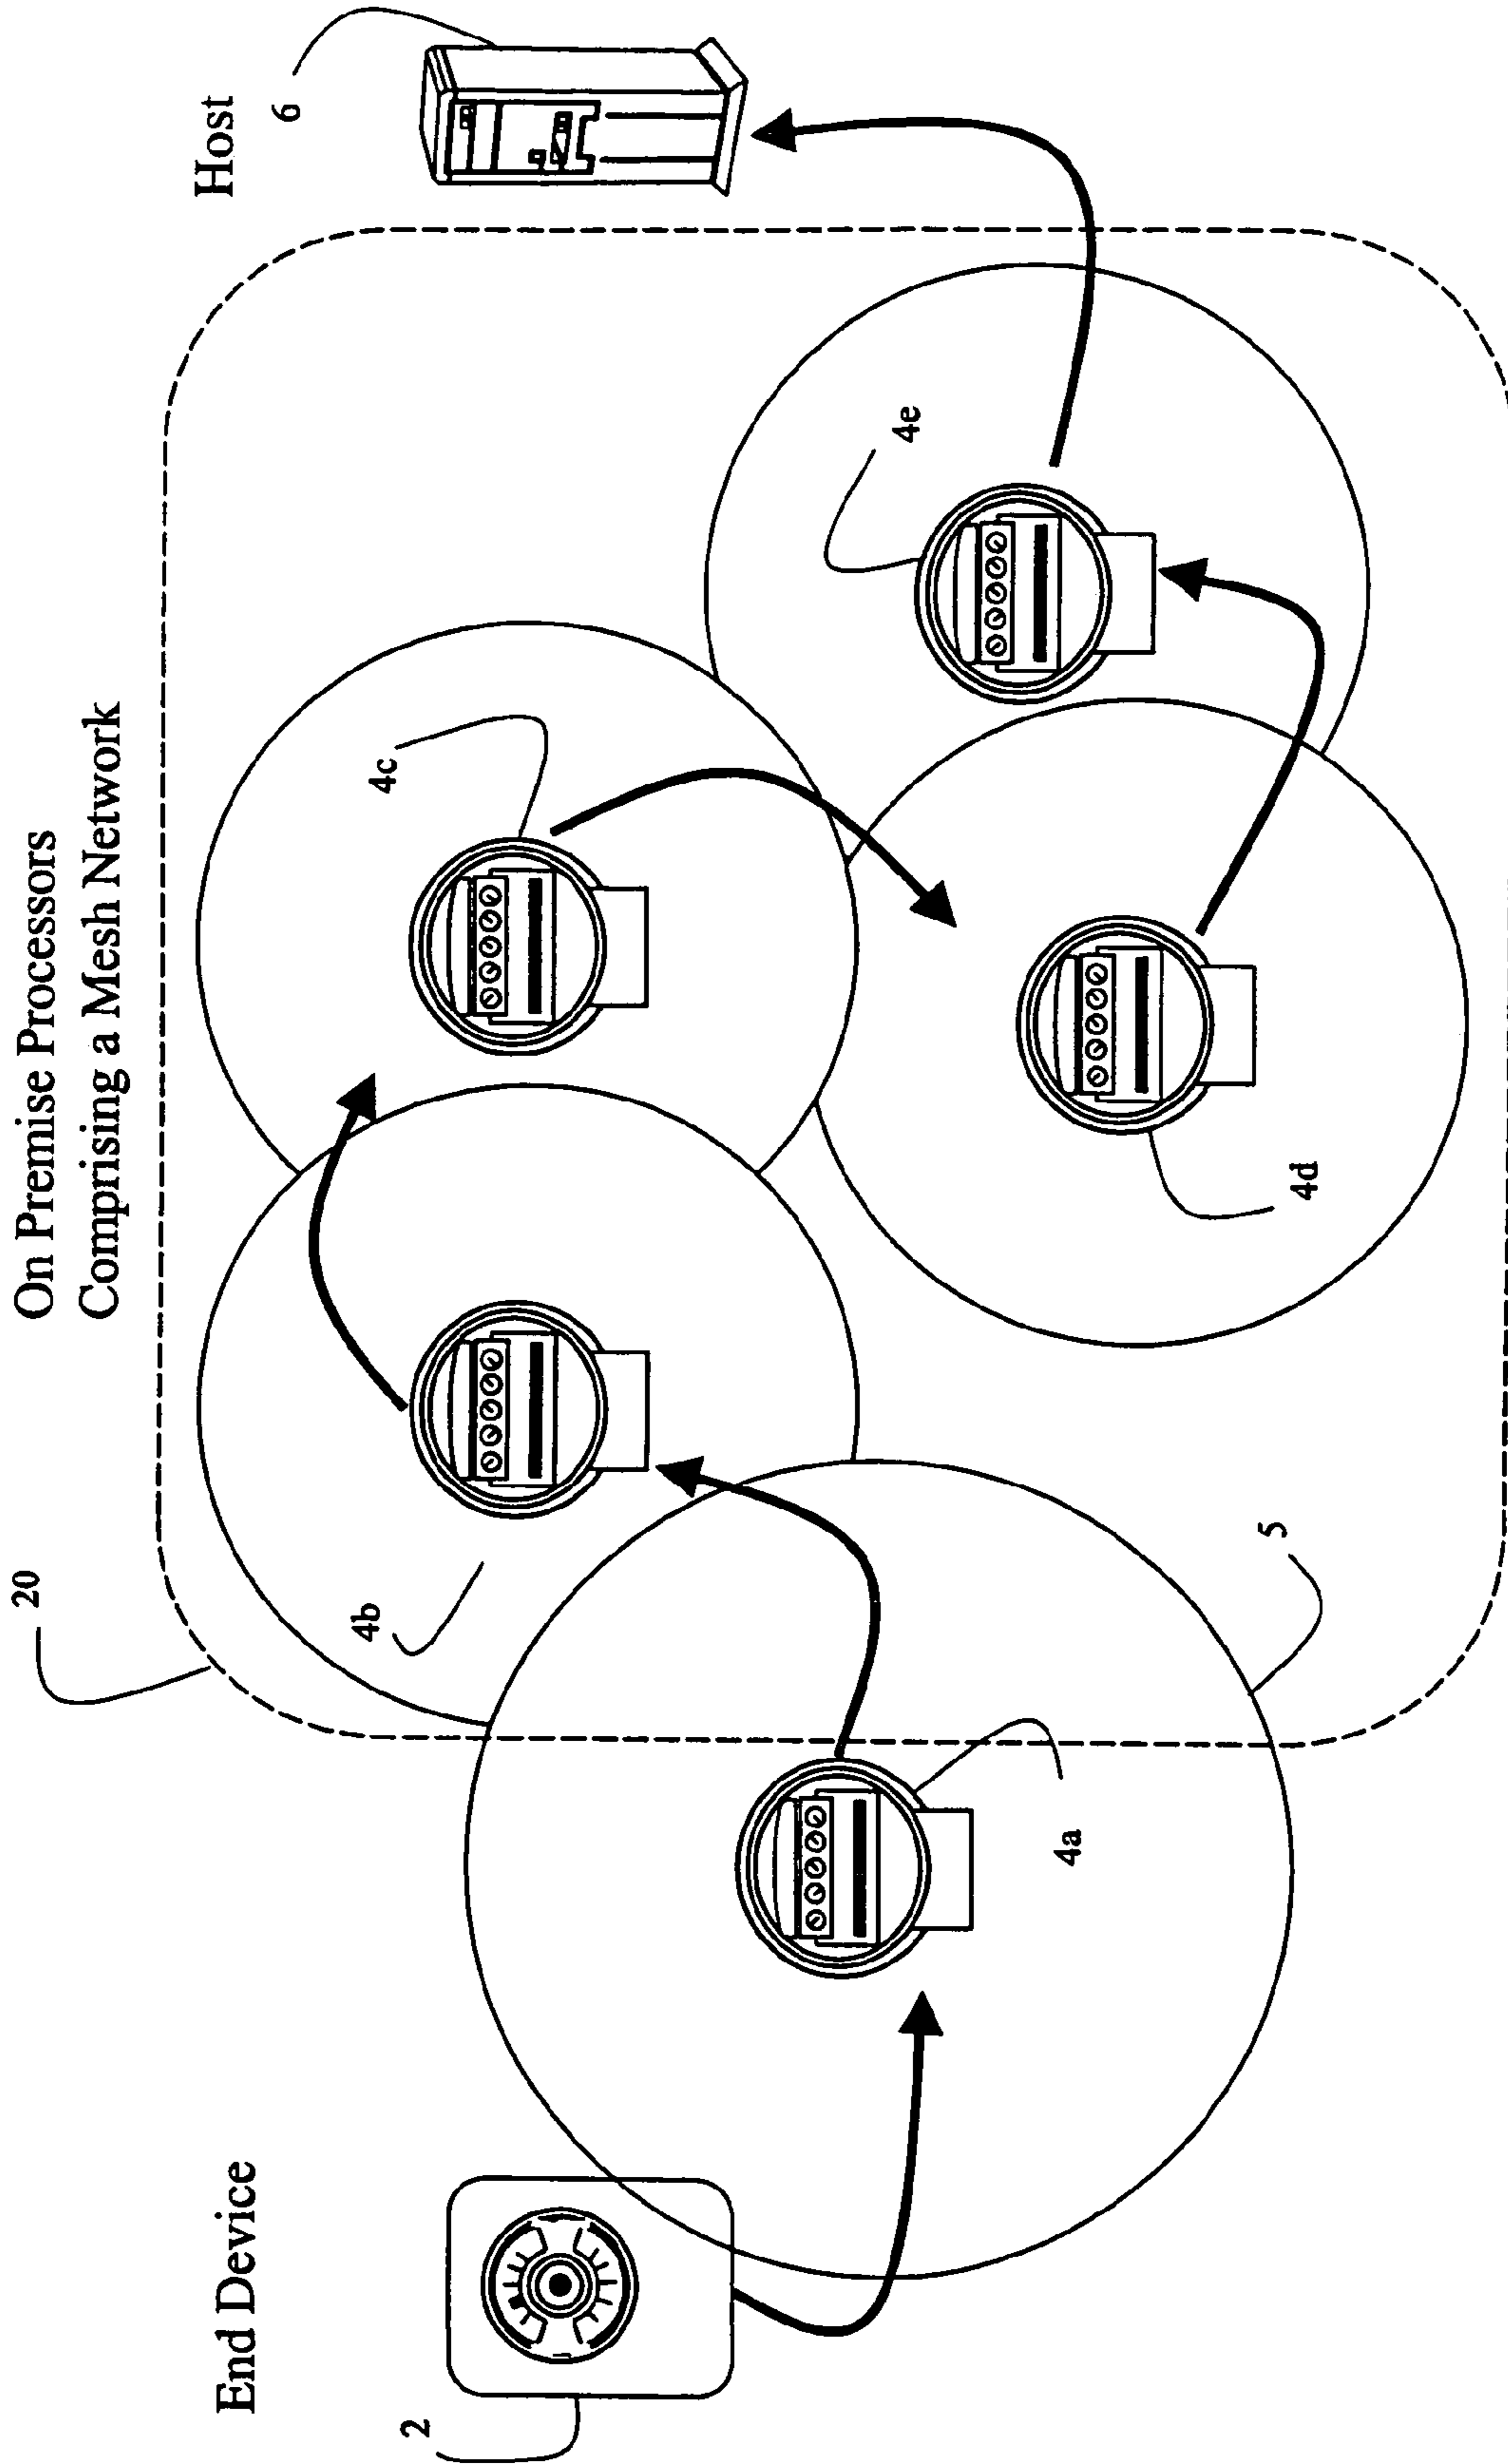 On Premise Processors
Comprising a Mesh Network
20
End Device
Host
2
6
4a
4b
4c
4d
4e
5